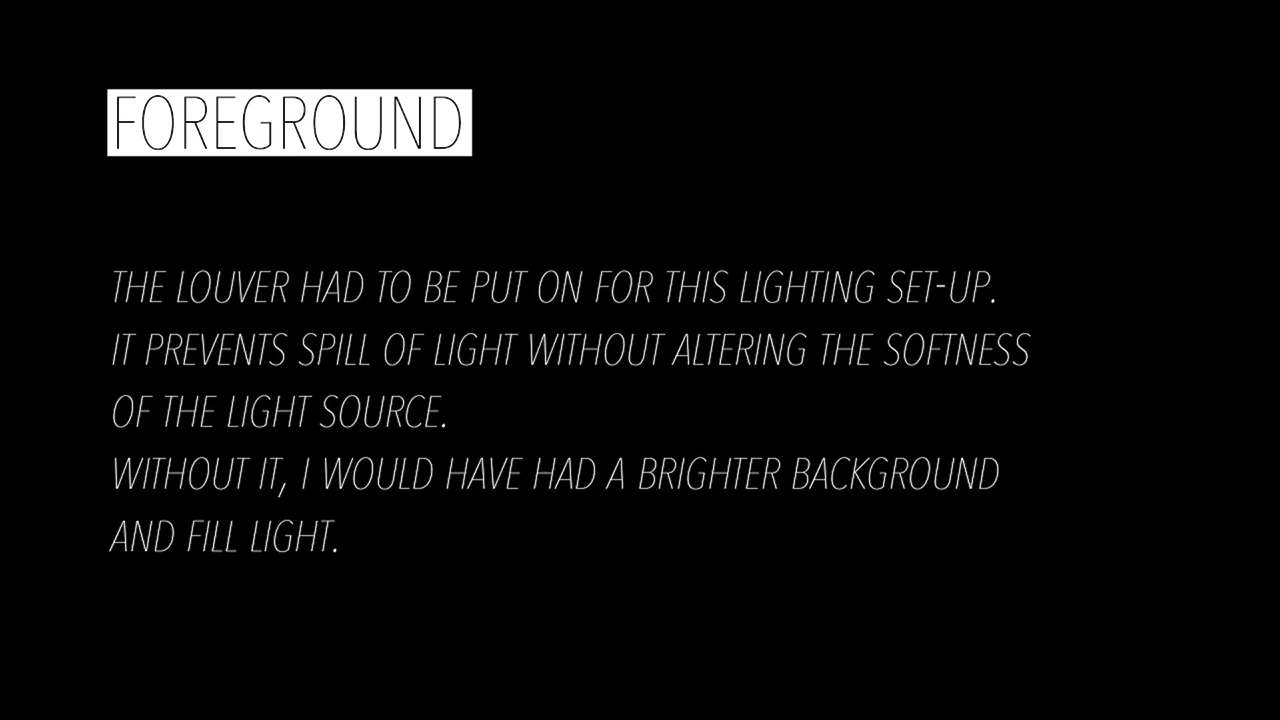 FOREGROUND
THE LOUVER HAD TO BE PUT ON FOR THIS LIGHTING SET-UP.
IT PREVENTS SPILL OF LIGHT WITHOUT ALTERING THE SOFTNESS
OF THE LIGHT SOURCE.
WITHOUT IT, I WOULD HAVE HAD A BRIGHTER BACKGROUND
AND FILL LIGHT.